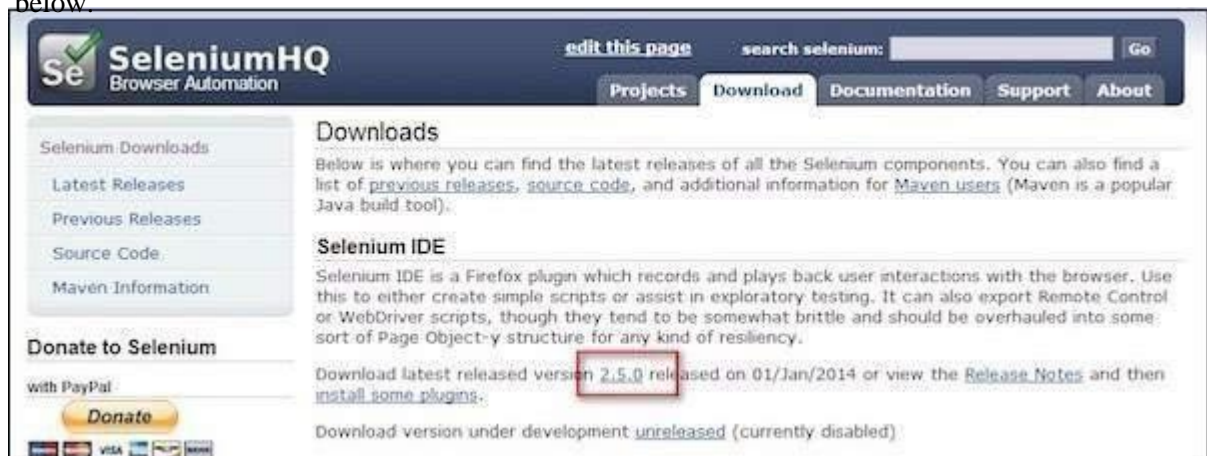 below.
SeleniumHQ
Browser Automation
Se
edit this page
search selenium:
Go
Projects
Download
Documentation
Support
About
Selenium Downloads
Latest Releases
Previous Releases
Source Code
Maven Information
Donate to Selenium
with PayPal
Donate
VISA
Downloads
Below is where you can find the latest releases of all the Selenium components. You can also find a
list of previous releases, source code, and additional information for Maven users (Maven is a popular
Java build tool).
Selenium IDE
Selenium IDE is a Firefox plugin which records and plays back user interactions with the browser. Use
this to either create simple scripts or assist in exploratory testing. It can also export Remote Control
or WebDriver scripts, though they tend to be somewhat brittle and should be overhauled into some
sort of Page Object-y structure for any kind of resiliency.
Download latest released version 2.5.0 released on 01/Jan/2014 or view the Release Notes and then
install some plugins.
Download version under development unreleased (currently disabled)